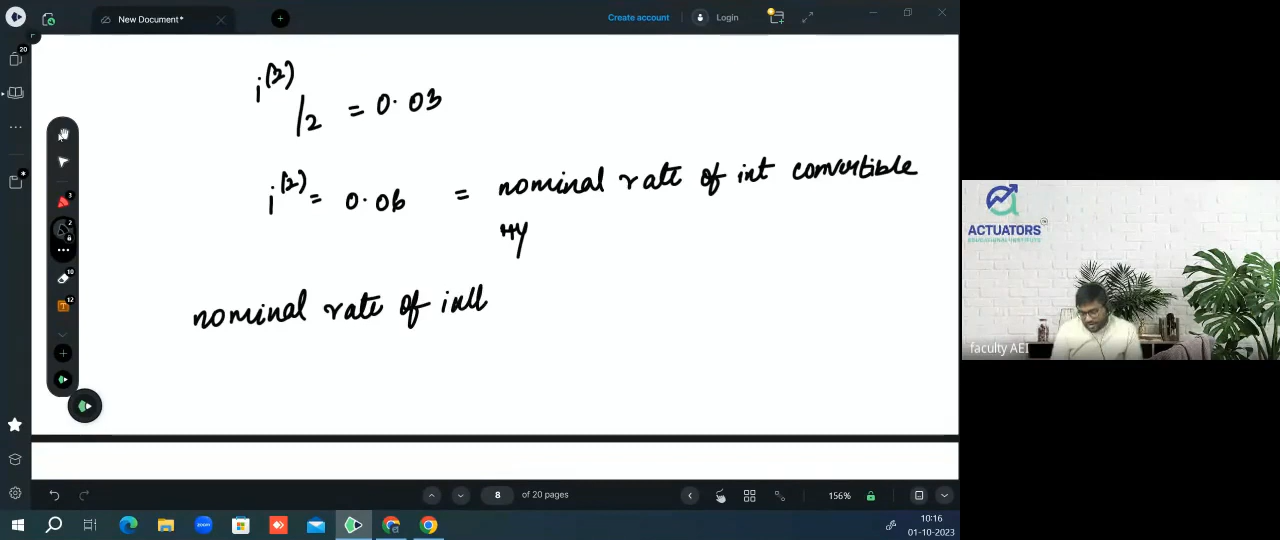 New Document*
Create account
Login
i^(2)/2 = 0.03
i^(2) = 0.06 = nominal rate of int convertible
HY
nominal rate of infl
ACTUATORS
faculty AEI
8 of 20 pages
156%
10:16
01-10-2023